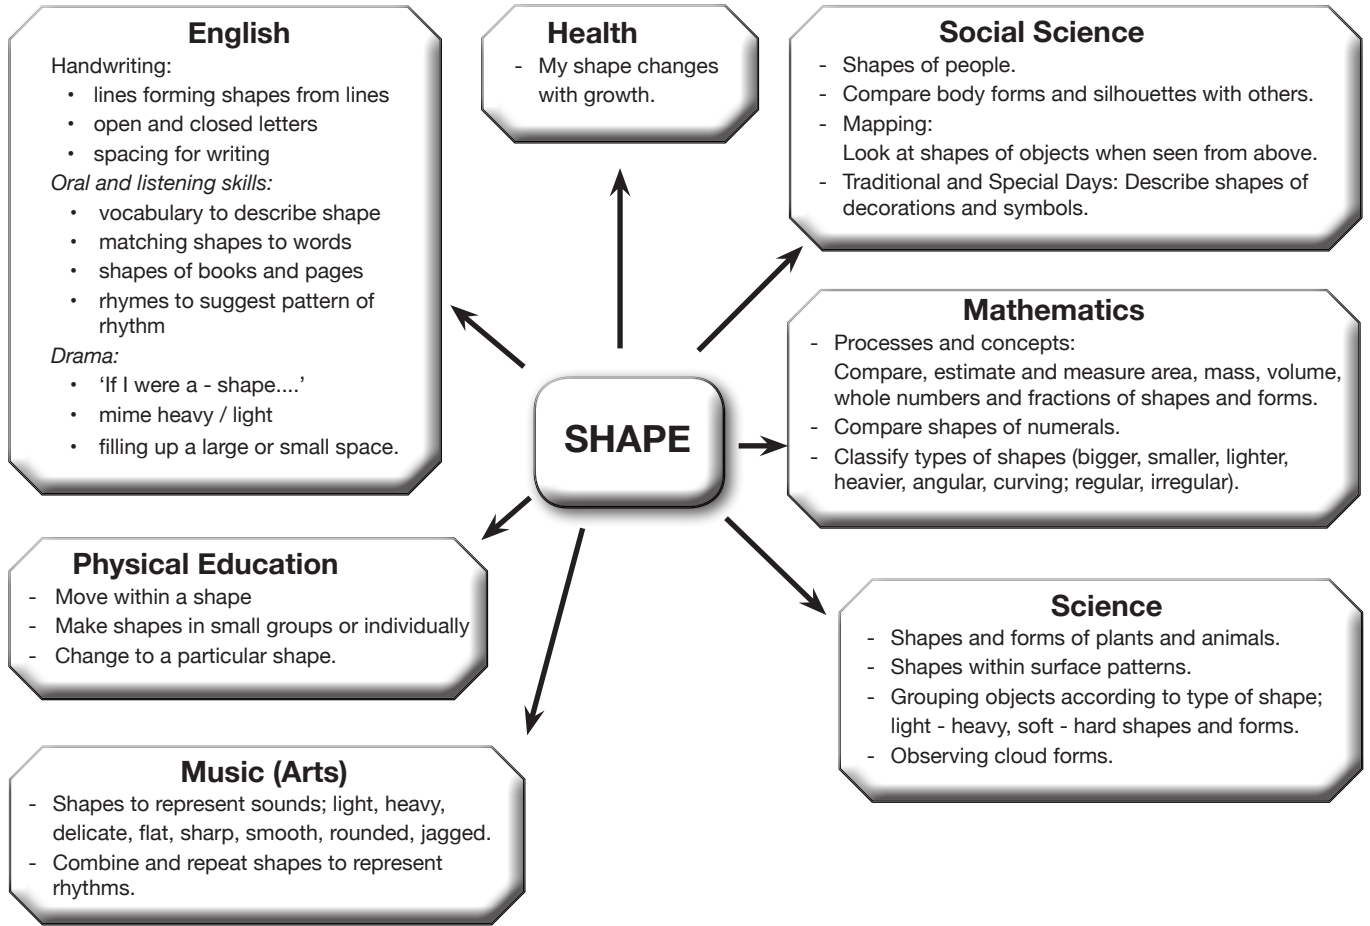 English
Handwriting:
• lines forming shapes from lines
• open and closed letters
• spacing for writing
Oral and listening skills:
• vocabulary to describe shape
• matching shapes to words
• shapes of books and pages
• rhymes to suggest pattern of
rhythm
Drama:
• ‘If I were a - shape....’
• mime heavy / light
• filling up a large or small space.
Health
- My shape changes
with growth.
Social Science
- Shapes of people.
- Compare body forms and silhouettes with others.
- Mapping:
Look at shapes of objects when seen from above.
- Traditional and Special Days: Describe shapes of
decorations and symbols.
SHAPE
Mathematics
- Processes and concepts:
Compare, estimate and measure area, mass, volume,
whole numbers and fractions of shapes and forms.
- Compare shapes of numerals.
- Classify types of shapes (bigger, smaller, lighter,
heavier, angular, curving; regular, irregular).
Physical Education
- Move within a shape
- Make shapes in small groups or individually
- Change to a particular shape.
Science
- Shapes and forms of plants and animals.
- Shapes within surface patterns.
- Grouping objects according to type of shape;
light - heavy, soft - hard shapes and forms.
- Observing cloud forms.
Music (Arts)
- Shapes to represent sounds; light, heavy,
delicate, flat, sharp, smooth, rounded, jagged.
- Combine and repeat shapes to represent
rhythms.